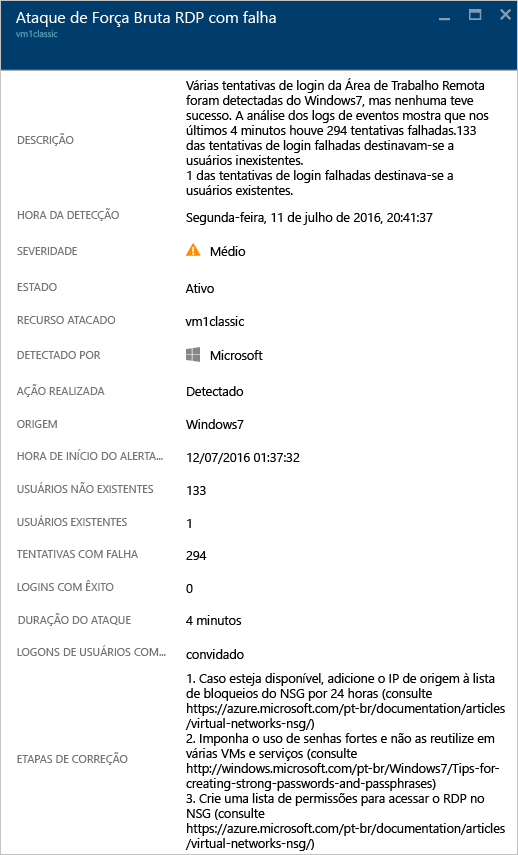 Ataque de Força Bruta RDP com falha
vm1classic
DESCRIÇÃO
Várias tentativas de login da Área de Trabalho Remota
foram detectadas do Windows7, mas nenhuma teve
sucesso. A análise dos logs de eventos mostra que nos
últimos 4 minutos houve 294 tentativas falhadas.133
das tentativas de login falhadas destinavam-se a
usuários inexistentes.
1 das tentativas de login falhadas destinava-se a
usuários existentes.
HORA DA DETECÇÃO
Segunda-feira, 11 de julho de 2016, 20:41:37
SEVERIDADE
Médio
ESTADO
Ativo
RECURSO ATACADO
vm1classic
DETECTADO POR
Microsoft
AÇÃO REALIZADA
Detectado
ORIGEM
Windows7
HORA DE INÍCIO DO ALERTA...
12/07/2016 01:37:32
USUÁRIOS NÃO EXISTENTES
133
USUÁRIOS EXISTENTES
1
TENTATIVAS COM FALHA
294
LOGINS COM ÊXITO
0
DURAÇÃO DO ATAQUE
4 minutos
LOGONS DE USUÁRIOS COM...
convidado
ETAPAS DE CORREÇÃO
1. Caso esteja disponível, adicione o IP de origem à lista
de bloqueios do NSG por 24 horas (consulte
https://azure.microsoft.com/pt-br/documentation/articles
/virtual-networks-nsg/)
2. Imponha o uso de senhas fortes e não as reutilize em
várias VMs e serviços (consulte
http://windows.microsoft.com/pt-br/Windows7/Tips-for-
creating-strong-passwords-and-passphrases)
3. Crie uma lista de permissões para acessar o RDP no
NSG (consulte
https://azure.microsoft.com/pt-br/documentation/articles
/virtual-networks-nsg/)